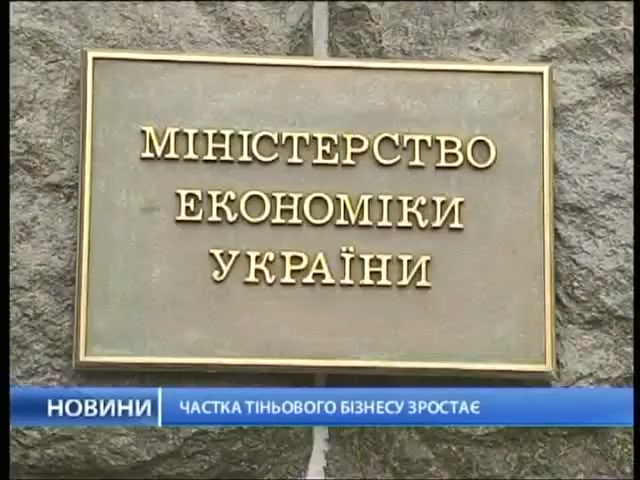 МІНІСТЕРСТВО
ЕКОНОМІКИ
УКРАЇНИ
НОВИНИ
ЧАСТКА ТІНЬОВОГО БІЗНЕСУ ЗРОСТАЄ